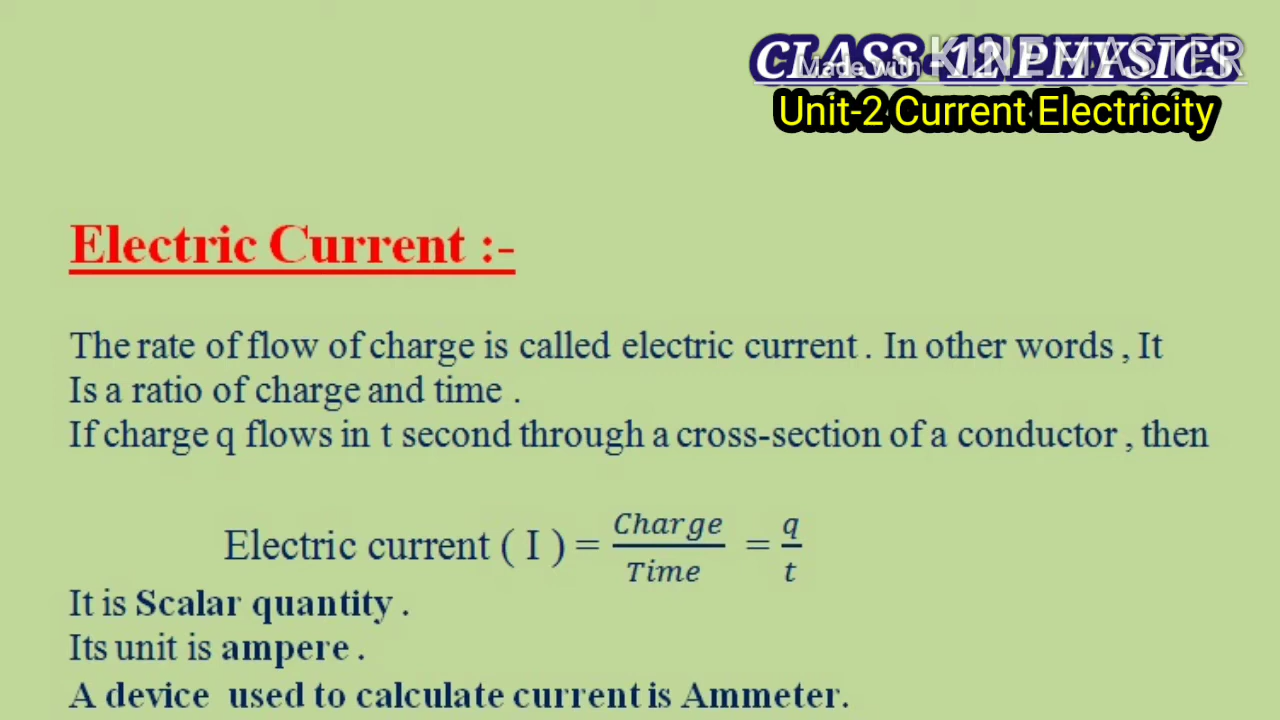 CLASS -12 PHYSICS
Made with KINEMASTER
Unit-2 Current Electricity
Electric Current :-
The rate of flow of charge is called electric current . In other words , It
Is a ratio of charge and time .
If charge q flows in t second through a cross-section of a conductor , then
Electric current ( I ) = Charge/Time = q/t
It is Scalar quantity .
Its unit is ampere .
A device used to calculate current is Ammeter.